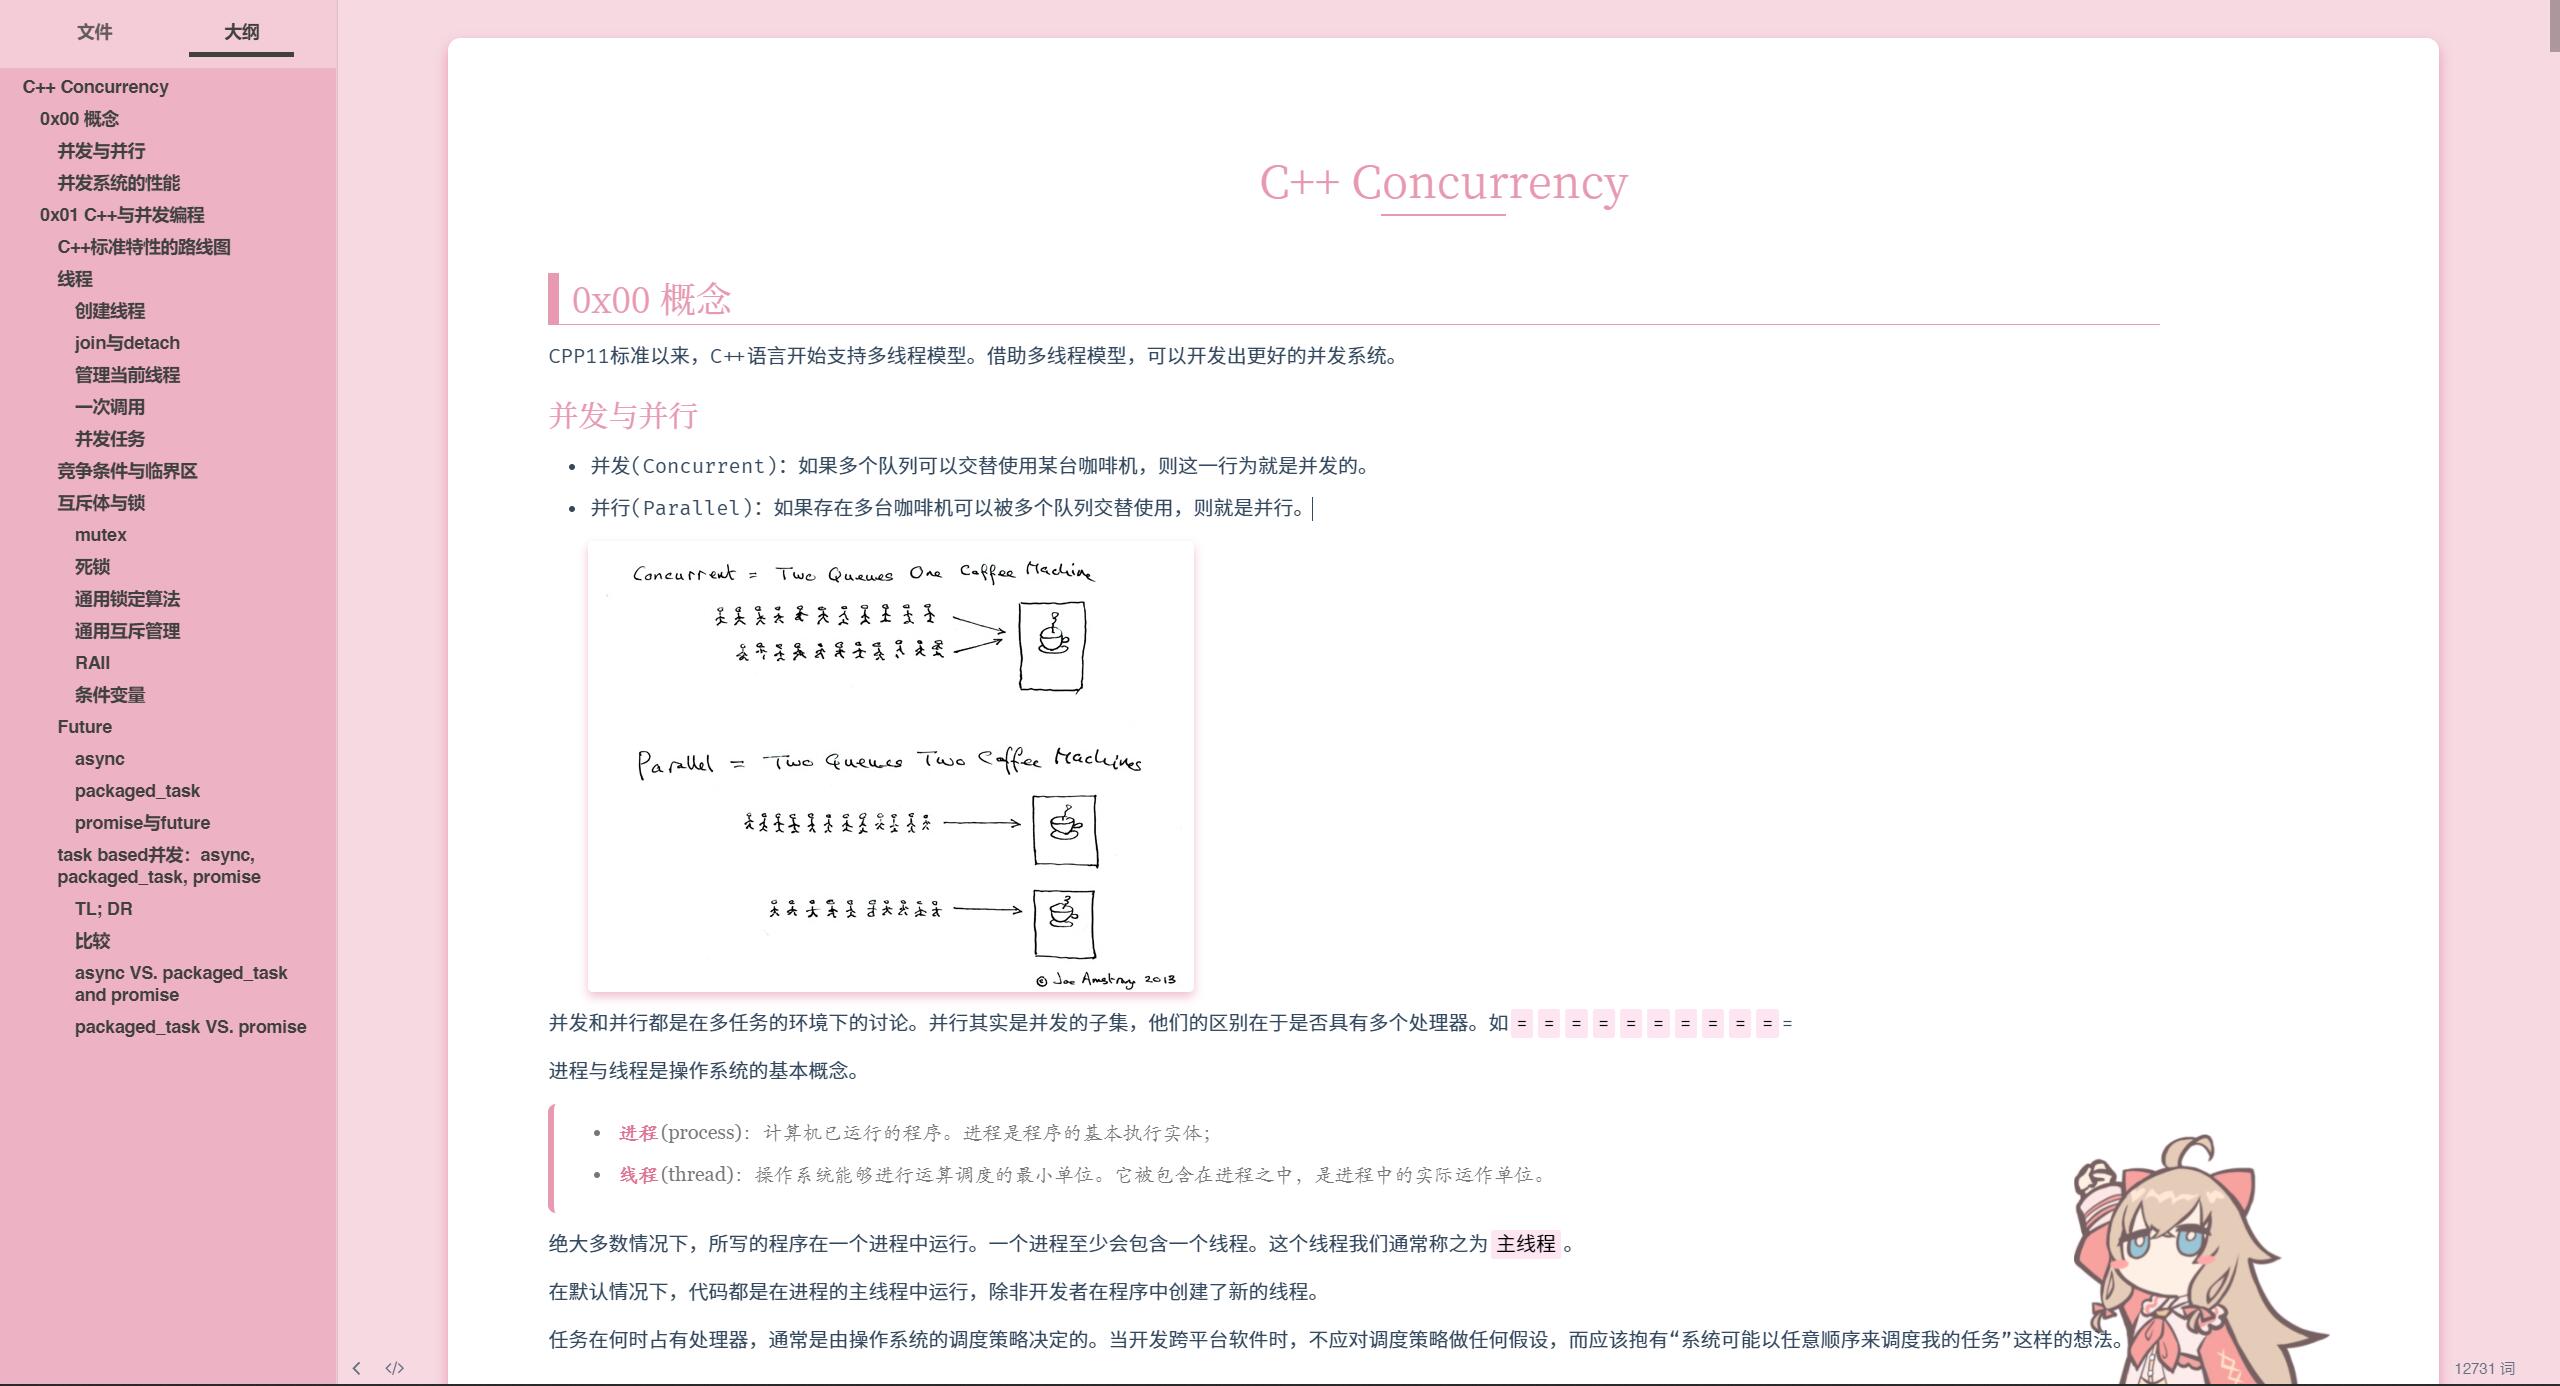 文件
大纲
C++ Concurrency
0x00 概念
并发与并行
并发系统的性能
0x01 C++与并发编程
C++标准特性的路线图
线程
创建线程
join与detach
管理当前线程
一次调用
并发任务
竞争条件与临界区
互斥体与锁
mutex
死锁
通用锁定算法
通用互斥管理
RAII
条件变量
Future
async
packaged_task
promise与future
task based并发：async,
packaged_task, promise
TL; DR
比较
async VS. packaged_task
and promise
packaged_task VS. promise
C++ Concurrency
0x00 概念
CPP11标准以来，C++语言开始支持多线程模型。借助多线程模型，可以开发出更好的并发系统。
并发与并行
• 并发(Concurrent)：如果多个队列可以交替使用某台咖啡机，则这一行为就是并发的。
• 并行(Parallel)：如果存在多台咖啡机可以被多个队列交替使用，则就是并行。
Concurrent = Two Queues One Coffee Machine
Parallel = Two Queues Two Coffee Machines
© Joe Armstrong 2013
并发和并行都是在多任务的环境下的讨论。并行其实是并发的子集，他们的区别在于是否具有多个处理器。如 = = = = = = = = = = =
进程与线程是操作系统的基本概念。
• 进程(process)：计算机已运行的程序。进程是程序的基本执行实体；
• 线程(thread)：操作系统能够进行运算调度的最小单位。它被包含在进程之中，是进程中的实际运作单位。
绝大多数情况下，所写的程序在一个进程中运行。一个进程至少会包含一个线程。这个线程我们通常称之为 主线程 。
在默认情况下，代码都是在进程的主线程中运行，除非开发者在程序中创建了新的线程。
任务在何时占有处理器，通常是由操作系统的调度策略决定的。当开发跨平台软件时，不应对调度策略做任何假设，而应该抱有“系统可能以任意顺序来调度我的任务”这样的想法。
12731 词